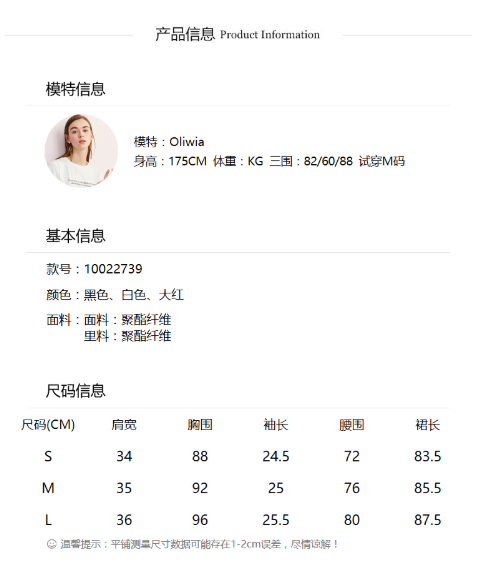 产品信息 Product Information
模特信息
模特：Oliwia
身高：175CM 体重：KG 三围：82/60/88 试穿M码
基本信息
款号：10022739
颜色：黑色、白色、大红
面料：面料：聚酯纤维
里料：聚酯纤维
尺码信息
尺码(CM) 肩宽 胸围 袖长 腰围 裙长
S 34 88 24.5 72 83.5
M 35 92 25 76 85.5
L 36 96 25.5 80 87.5
温馨提示：平铺测量尺寸数据可能存在1-2cm误差，尽情谅解！